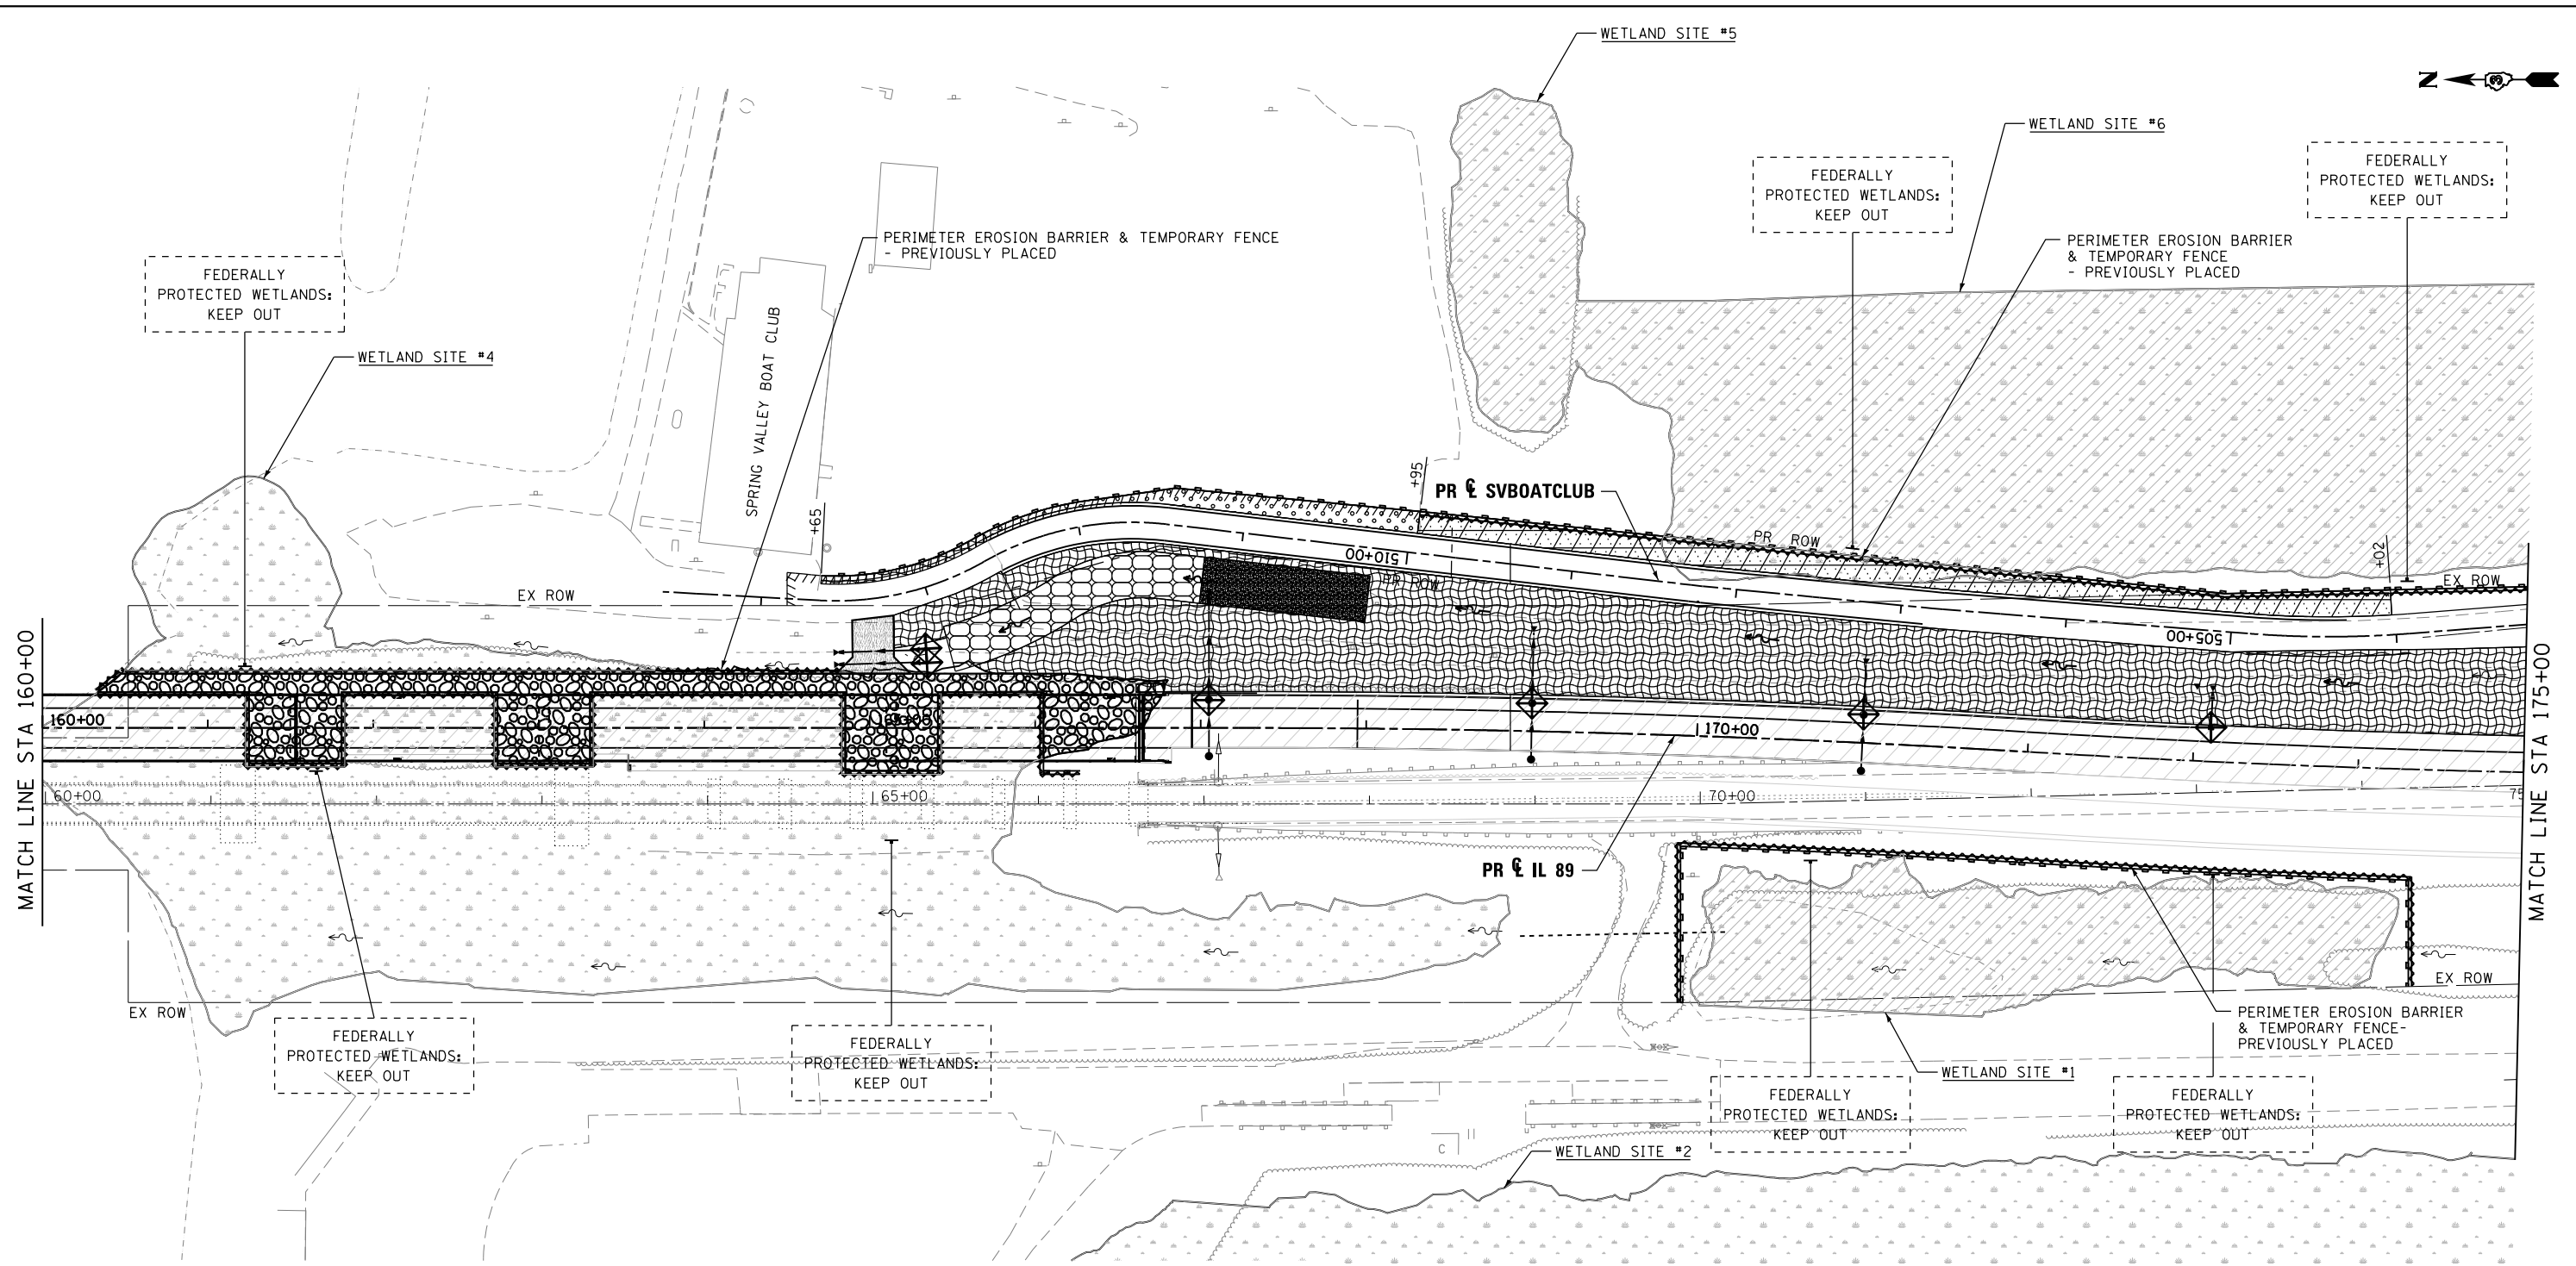 WETLAND SITE #5
N
WETLAND SITE #6
FEDERALLY
PROTECTED WETLANDS:
KEEP OUT
FEDERALLY
PROTECTED WETLANDS:
KEEP OUT
PERIMETER EROSION BARRIER & TEMPORARY FENCE
- PREVIOUSLY PLACED
PERIMETER EROSION BARRIER
& TEMPORARY FENCE
- PREVIOUSLY PLACED
FEDERALLY
PROTECTED WETLANDS:
KEEP OUT
WETLAND SITE #4
SPRING VALLEY BOAT CLUB
+65
+95
PR ℄ SVBOATCLUB
PR ROW
+02
510+00
PR ROW
EX ROW
EX ROW
505+00
MATCH LINE STA 160+00
MATCH LINE STA 175+00
160+00
165+00
170+00
60+00
65+00
70+00
75
PR ℄ IL 89
EX ROW
EX ROW
FEDERALLY
PROTECTED WETLANDS:
KEEP OUT
FEDERALLY
PROTECTED WETLANDS:
KEEP OUT
PERIMETER EROSION BARRIER
& TEMPORARY FENCE-
PREVIOUSLY PLACED
WETLAND SITE #1
FEDERALLY
PROTECTED WETLANDS:
KEEP OUT
FEDERALLY
PROTECTED WETLANDS:
KEEP OUT
C
WETLAND SITE #2